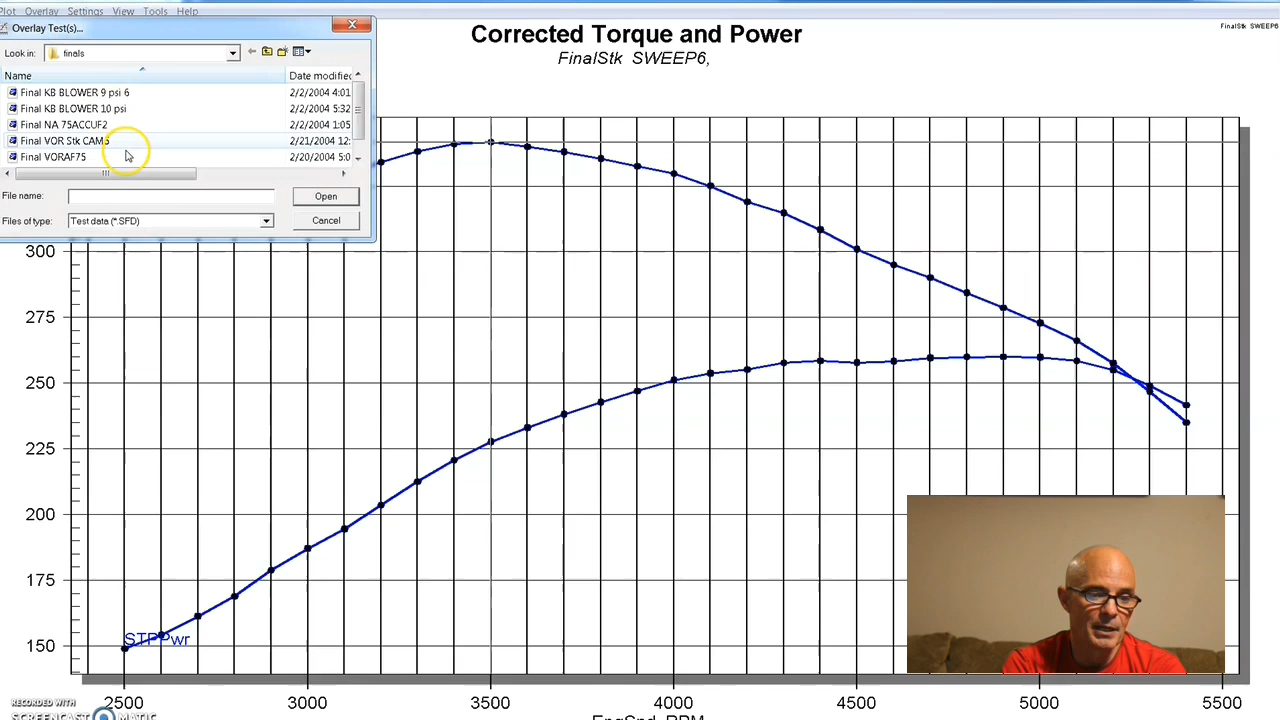 Plot Overlay Settings View Tools Help
Overlay Test(s)...
Look in: finals
Name Date modified
Final KB BLOWER 9 psi 6 2/2/2004 4:01
Final KB BLOWER 10 psi 2/2/2004 5:32
Final NA 75ACCUF2 2/2/2004 1:05
Final VOR Stk CAMS 2/21/2004 12:
Final VORAF75 2/20/2004 5:0
File name: Open
Files of type: Test data (*.SFD) Cancel
Corrected Torque and Power
FinalStk SWEEP6,
FinalStk SWEEP6
300
275
250
225
200
175
150
STPPwr
2500 3000 3500 4000 4500 5000 5500
EngSpd RPM
RECORDED WITH
SCREENCAST MATIC